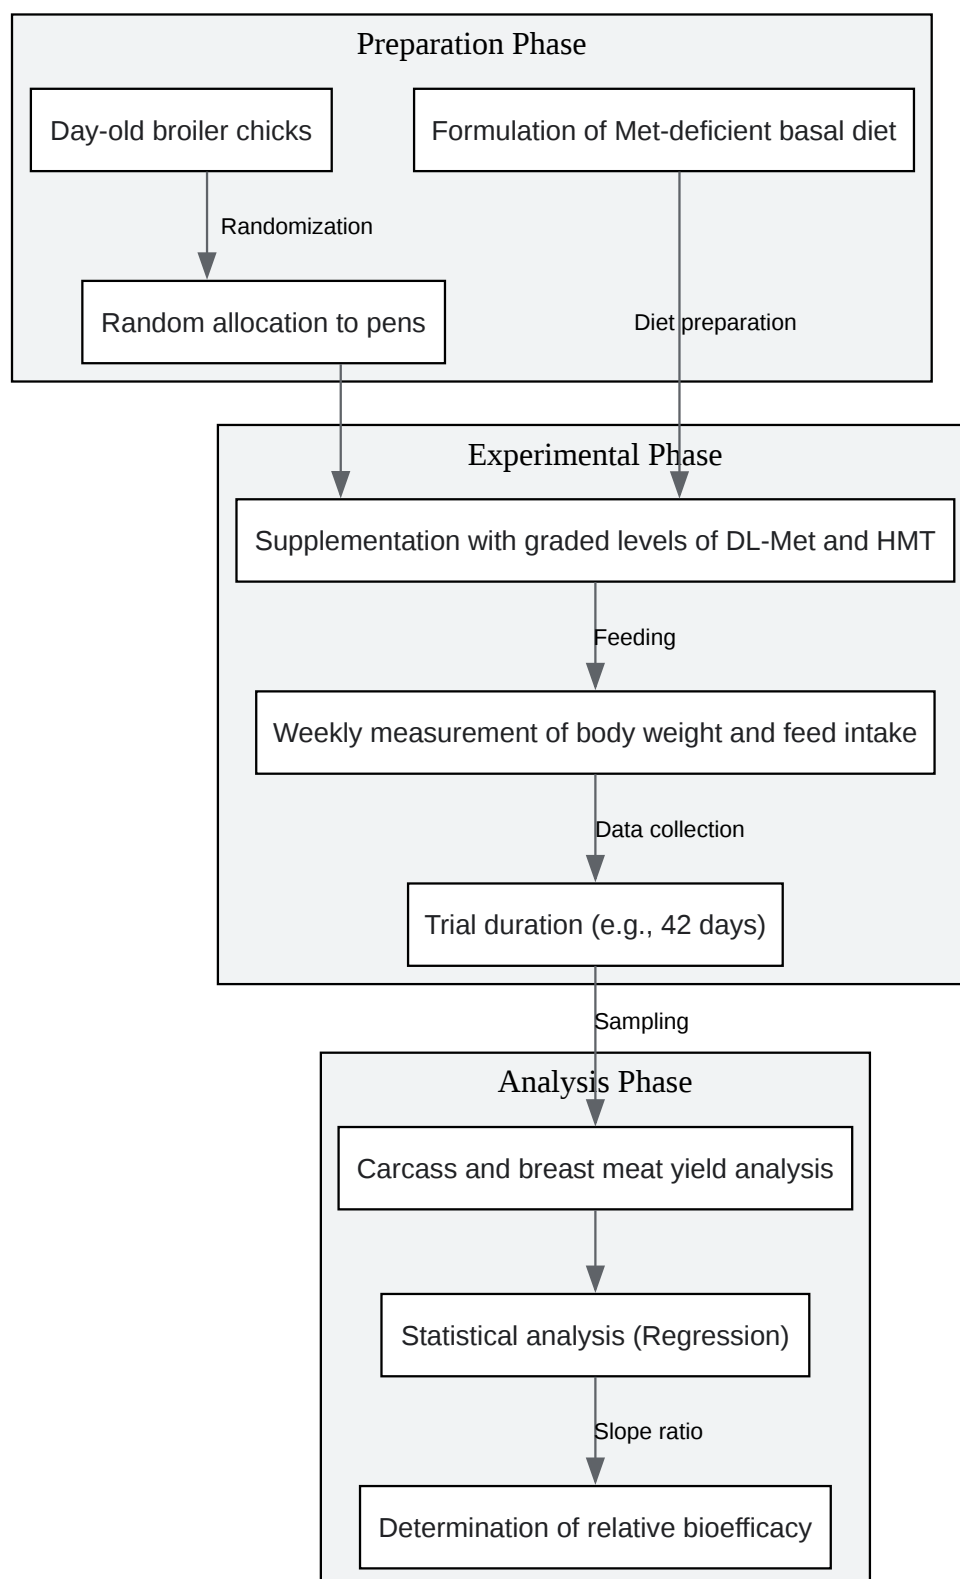 Preparation Phase
Day-old broiler chicks
Formulation of Met-deficient basal diet
Randomization
Random allocation to pens
Diet preparation
Experimental Phase
Supplementation with graded levels of DL-Met and HMT
Feeding
Weekly measurement of body weight and feed intake
Data collection
Trial duration (e.g., 42 days)
Sampling
Analysis Phase
Carcass and breast meat yield analysis
Statistical analysis (Regression)
Slope ratio
Determination of relative bioefficacy